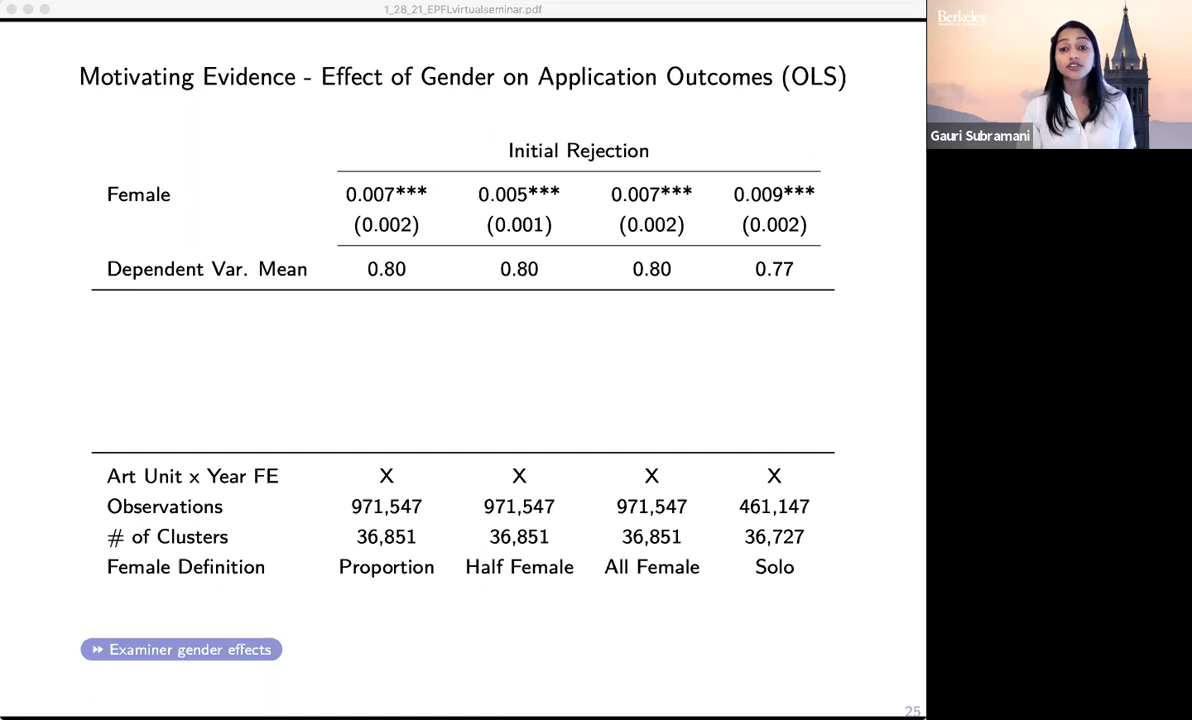 1_28_21_EPFLvirtualseminar.pdf
Motivating Evidence - Effect of Gender on Application Outcomes (OLS)
Initial Rejection
Female 0.007*** 0.005*** 0.007*** 0.009***
(0.002) (0.001) (0.002) (0.002)
Dependent Var. Mean 0.80 0.80 0.80 0.77
Art Unit x Year FE X X X X
Observations 971,547 971,547 971,547 461,147
# of Clusters 36,851 36,851 36,851 36,727
Female Definition Proportion Half Female All Female Solo
Examiner gender effects
25
Berkeley
Gauri Subramani